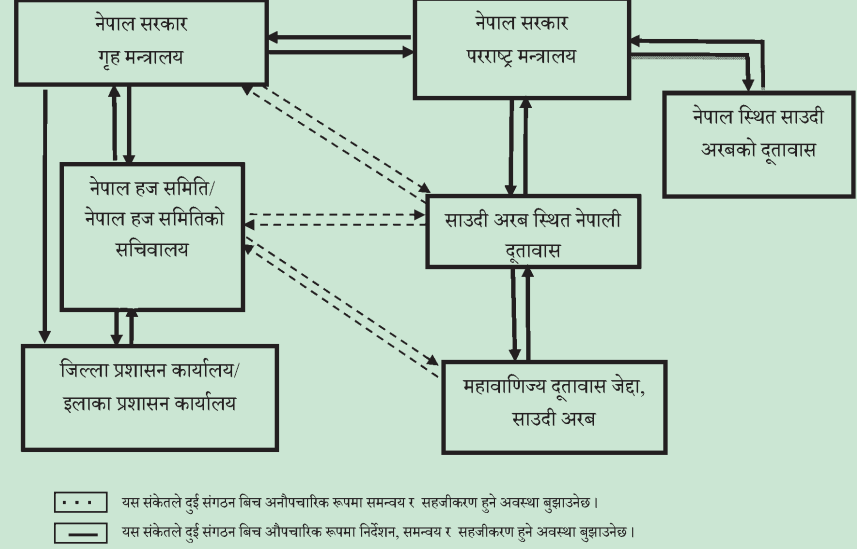 नेपाल सरकार
गृह मन्त्रालय
नेपाल सरकार
परराष्ट्र मन्त्रालय
नेपाल स्थित साउदी
अरबको दूतावास
नेपाल हज समिति/
नेपाल हज समितिको
सचिवालय
साउदी अरब स्थित नेपाली
दूतावास
जिल्ला प्रशासन कार्यालय/
इलाका प्रशासन कार्यालय
महावाणिज्य दूतावास जेद्दा,
साउदी अरब
यस संकेतले दुई संगठन बिच अनौपचारिक रूपमा समन्वय र सहजीकरण हुने अवस्था बुझाउनेछ ।
यस संकेतले दुई संगठन बिच औपचारिक रूपमा निर्देशन, समन्वय र सहजीकरण हुने अवस्था बुझाउनेछ ।